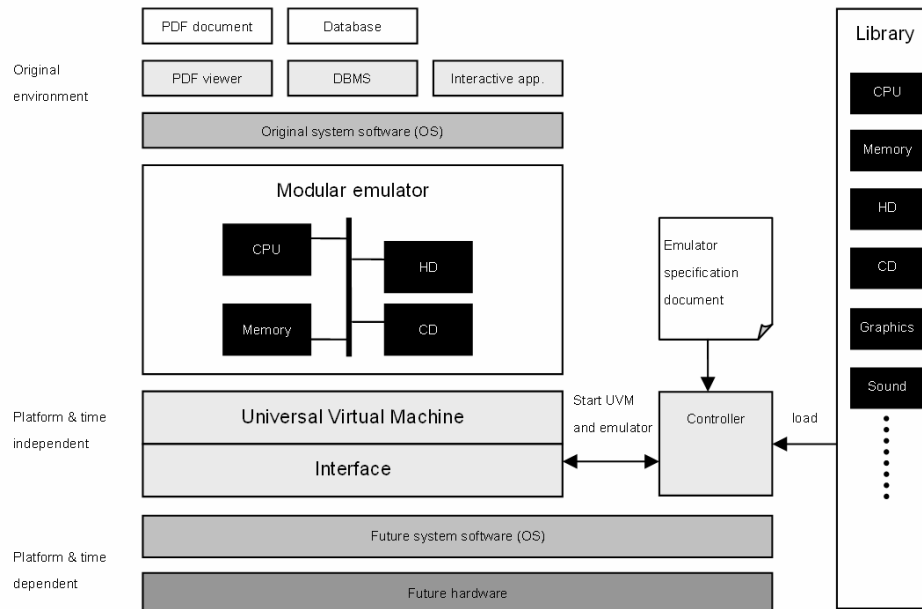 PDF document
Database
Library
Original
environment
PDF viewer
DBMS
Interactive app.
CPU
Original system software (OS)
Memory
Modular emulator
CPU
HD
Memory
CD
HD
Emulator
specification
document
CD
Graphics
Sound
Platform & time
independent
Universal Virtual Machine
Interface
Start UVM
and emulator
Controller
load
Platform & time
dependent
Future system software (OS)
Future hardware